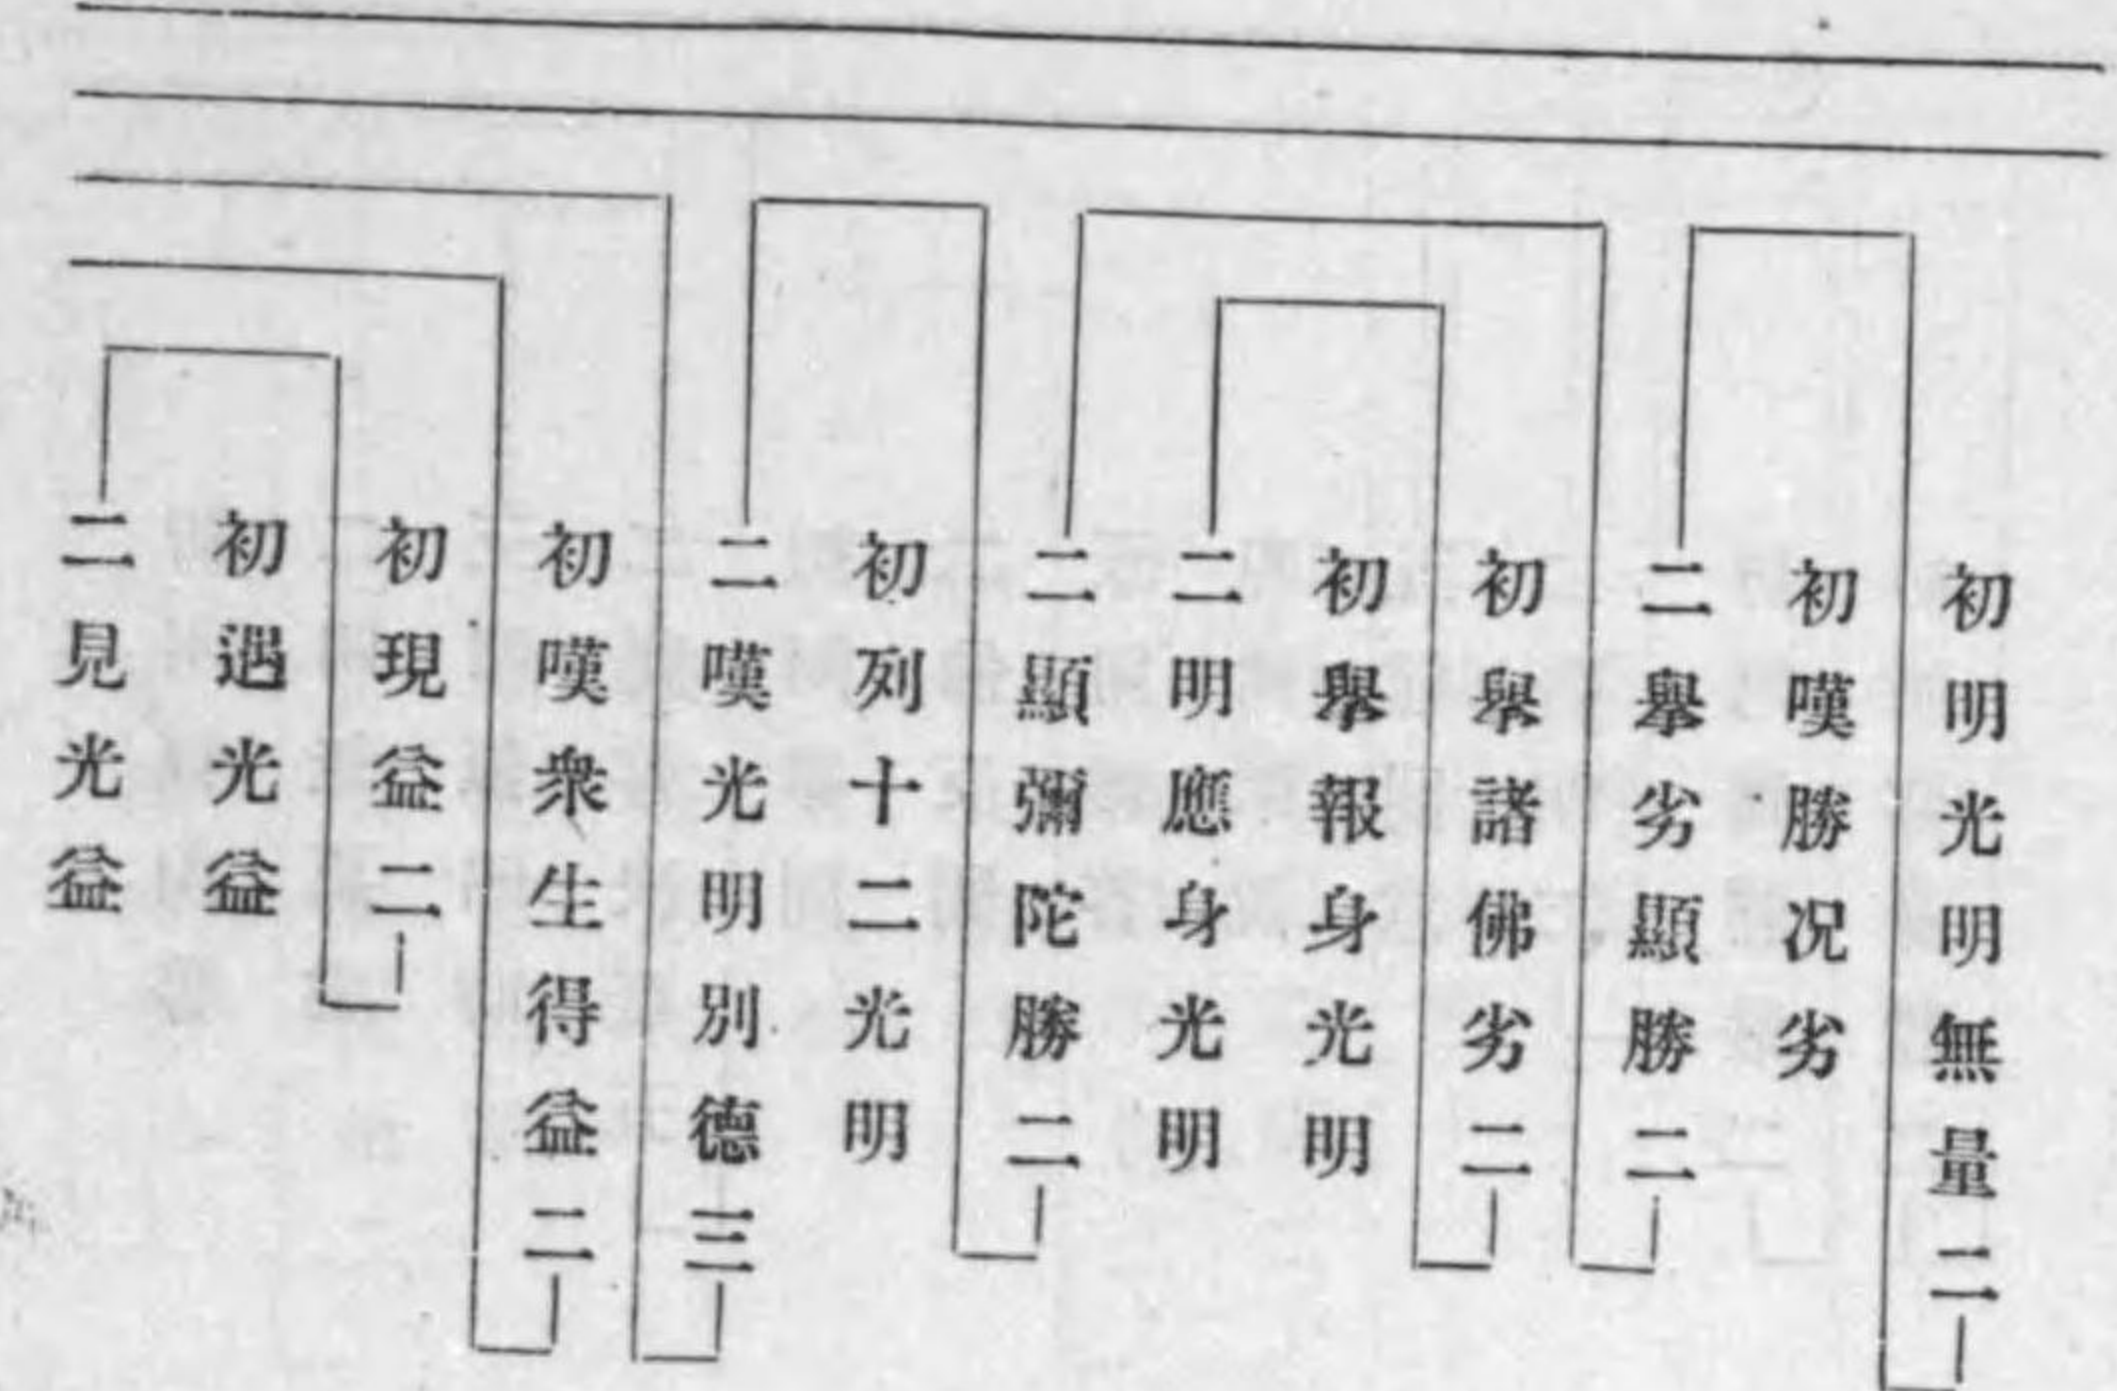 初明光明無量二
初嘆勝况劣
二擧劣顯勝二
初擧諸佛劣二
初擧報身光明
二明應身光明
二顯彌陀勝二
初列十二光明
二嘆光明別德三
初嘆衆生得益二
初現益二
初遇光益
二見光益